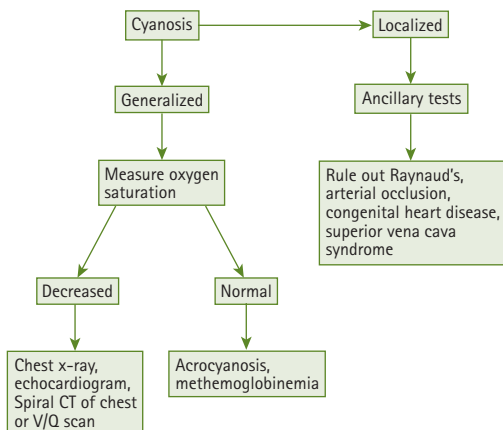 Cyanosis
Localized
Generalized
Ancillary tests
Measure oxygen
saturation
Rule out Raynaud's,
arterial occlusion,
congenital heart disease,
superior vena cava
syndrome
Decreased
Normal
Chest x-ray,
echocardiogram,
Spiral CT of chest
or V/Q scan
Acrocyanosis,
methemoglobinemia